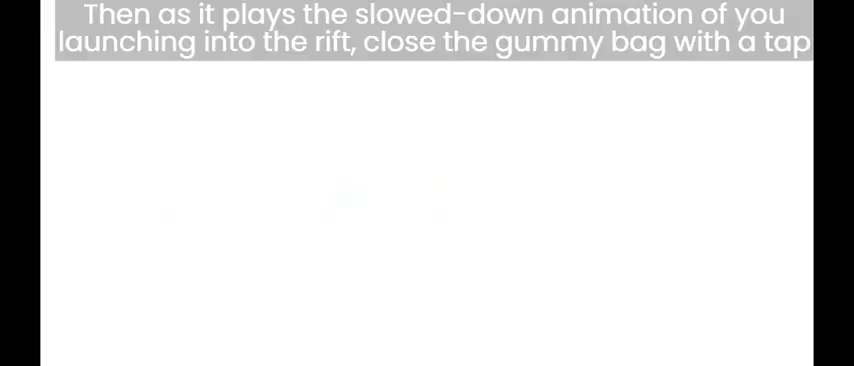 Then as it plays the slowed-down animation of you
launching into the rift, close the gummy bag with a tap